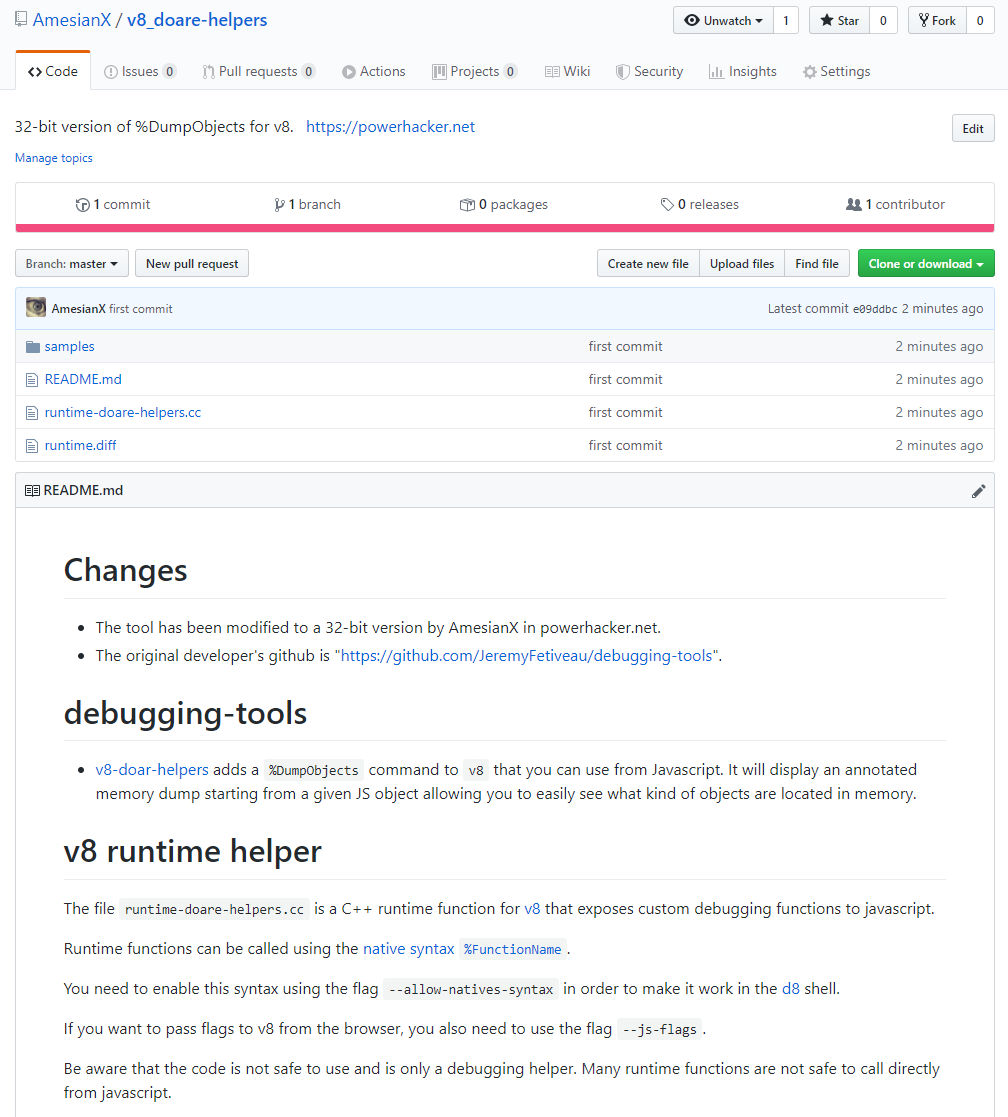 AmesianX / v8_doare-helpers
Unwatch 1 Star 0 Fork 0
Code Issues 0 Pull requests 0 Actions Projects 0 Wiki Security Insights Settings
32-bit version of %DumpObjects for v8. https://powerhacker.net
Edit
Manage topics
1 commit 1 branch 0 packages 0 releases 1 contributor
Branch: master New pull request Create new file Upload files Find file Clone or download
AmesianX first commit Latest commit e09ddbc 2 minutes ago
samples first commit 2 minutes ago
README.md first commit 2 minutes ago
runtime-doare-helpers.cc first commit 2 minutes ago
runtime.diff first commit 2 minutes ago
README.md
Changes
• The tool has been modified to a 32-bit version by AmesianX in powerhacker.net.
• The original developer's github is "https://github.com/JeremyFetiveau/debugging-tools".
debugging-tools
• v8-doar-helpers adds a %DumpObjects command to v8 that you can use from Javascript. It will display an annotated
memory dump starting from a given JS object allowing you to easily see what kind of objects are located in memory.
v8 runtime helper
The file runtime-doare-helpers.cc is a C++ runtime function for v8 that exposes custom debugging functions to javascript.
Runtime functions can be called using the native syntax %FunctionName.
You need to enable this syntax using the flag --allow-natives-syntax in order to make it work in the d8 shell.
If you want to pass flags to v8 from the browser, you also need to use the flag --js-flags.
Be aware that the code is not safe to use and is only a debugging helper. Many runtime functions are not safe to call directly
from javascript.